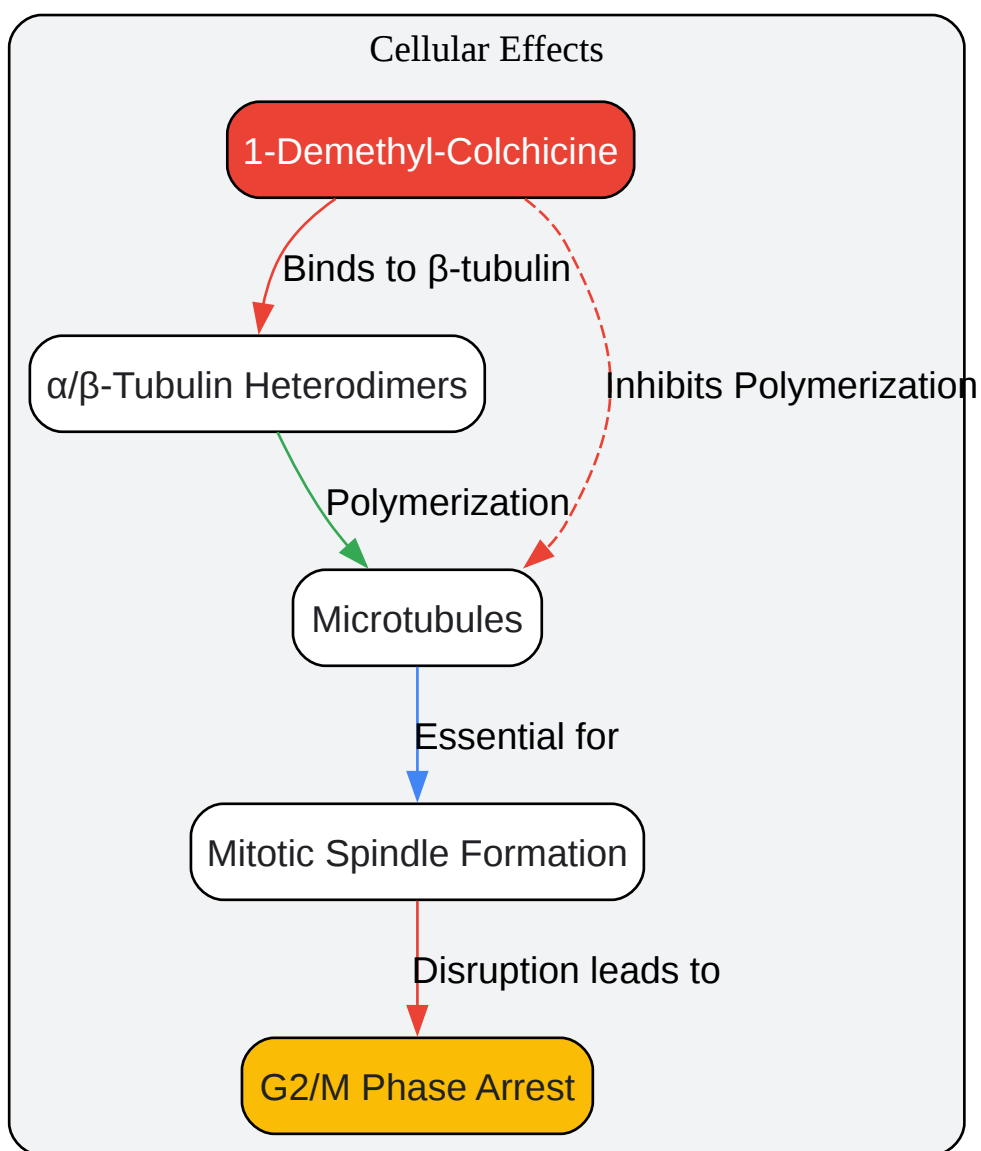 Cellular Effects
1-Demethyl-Colchicine
Binds to β-tubulin
α/β-Tubulin Heterodimers
Inhibits Polymerization
Polymerization
Microtubules
Essential for
Mitotic Spindle Formation
Disruption leads to
G2/M Phase Arrest